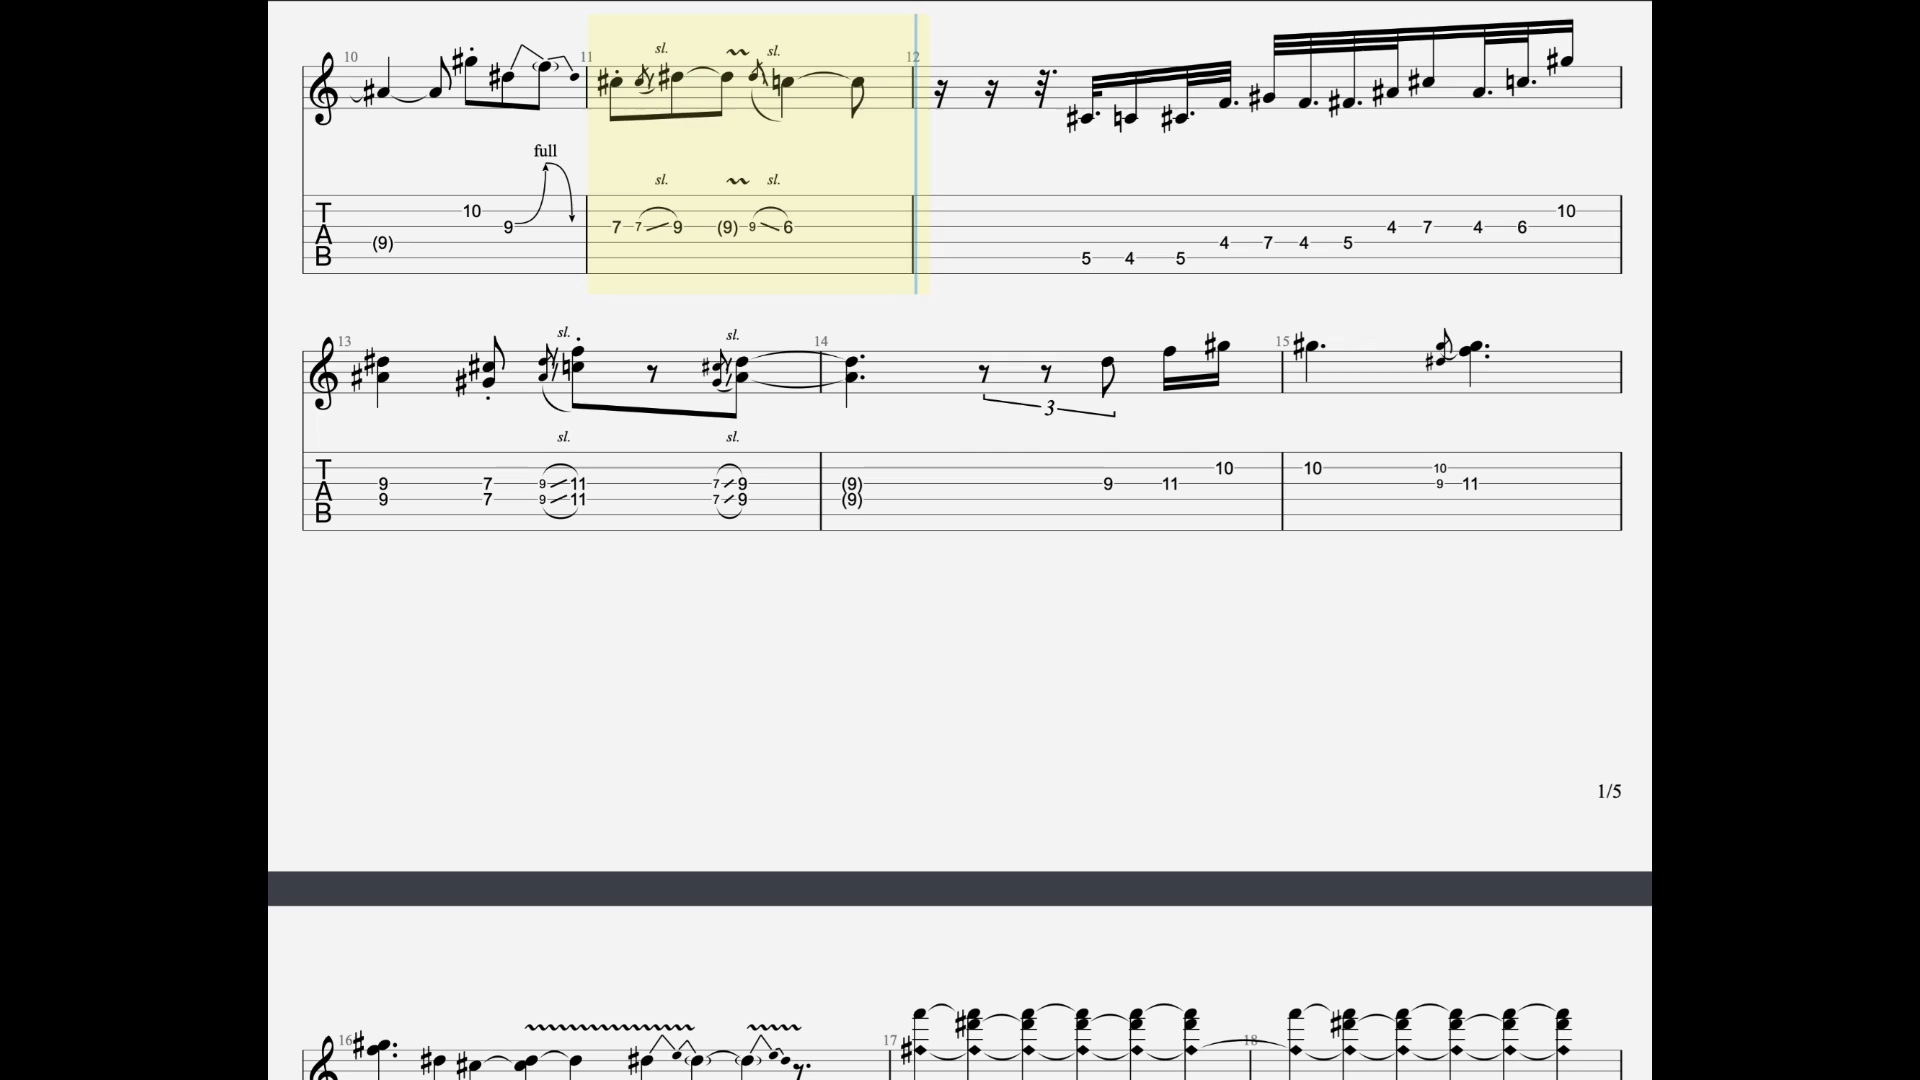 10 11 12
sl. sl.
full
sl. sl.
T
A
B
(9) 10 9 7 7 9 (9) 9 6 5 4 5 4 7 4 5 4 7 4 6 10
13 14 15
sl. sl.
3
sl. sl.
T
A
B
9 7 9 11 7 9 (9) 9 11 10 10 10 9 11
9 7 9 11 7 9 (9)
1/5
16 17 18